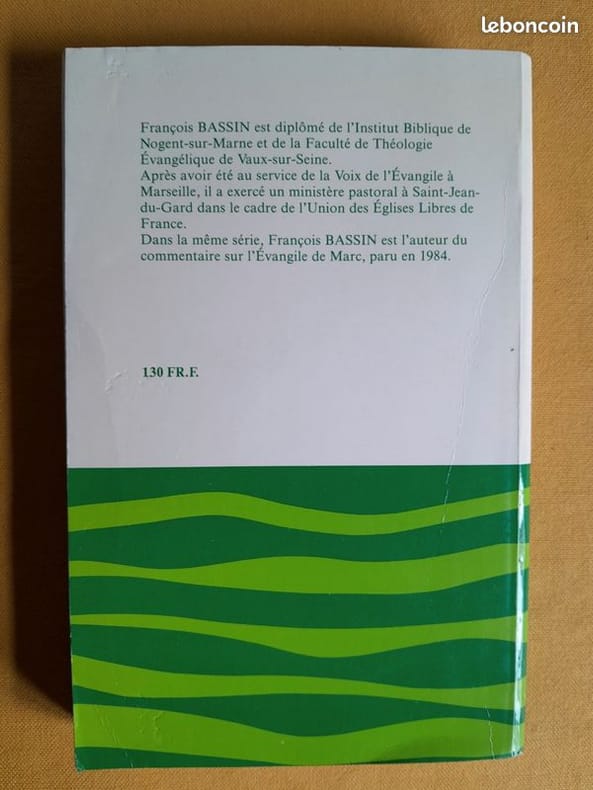 leboncoin
François BASSIN est diplômé de l'Institut Biblique de
Nogent-sur-Marne et de la Faculté de Théologie
Évangélique de Vaux-sur-Seine.
Après avoir été au service de la Voix de l'Évangile à
Marseille, il a exercé un ministère pastoral à Saint-Jean-
du-Gard dans le cadre de l'Union des Églises Libres de
France.
Dans la même série, François BASSIN est l'auteur du
commentaire sur l'Évangile de Marc, paru en 1984.
130 FR.F.